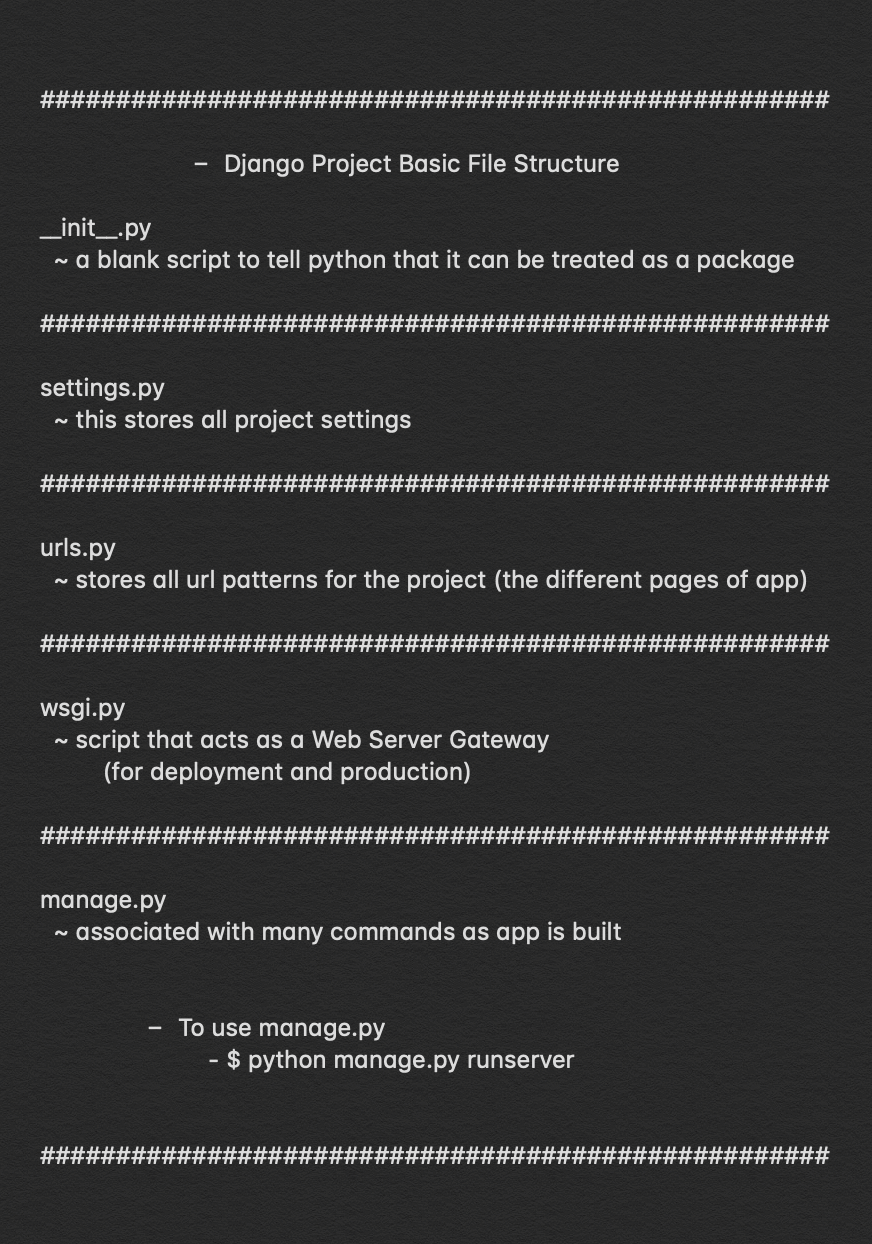 ####################################################
– Django Project Basic File Structure
__init__.py
~ a blank script to tell python that it can be treated as a package
####################################################
settings.py
~ this stores all project settings
####################################################
urls.py
~ stores all url patterns for the project (the different pages of app)
####################################################
wsgi.py
~ script that acts as a Web Server Gateway
(for deployment and production)
####################################################
manage.py
~ associated with many commands as app is built
– To use manage.py
- $ python manage.py runserver
####################################################